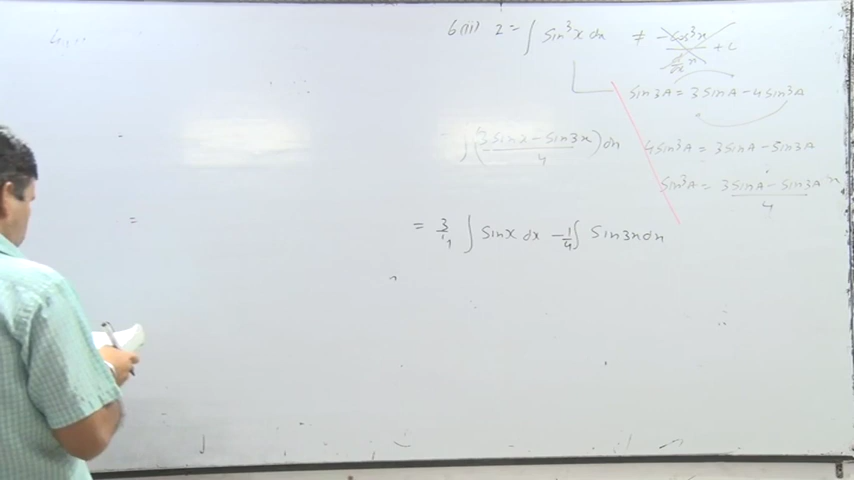 6(ii) I = ∫ sin³x dx ≠ -cos³x / d/dx x + c
sin3A = 3sinA - 4sin³A
∫(3sinx - sin3x / 4)dx
4sin³A = 3sinA - sin3A
sin³A = 3sinA - sin3A / 4
= 3/4 ∫ sinx dx - 1/4 ∫ sin3x dx
=